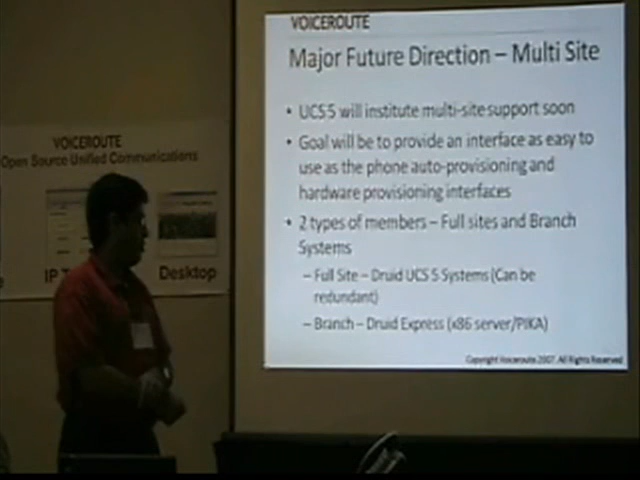 VOICEROUTE
Major Future Direction – Multi Site
• UCS 5 will institute multi-site support soon
• Goal will be to provide an interface as easy to
use as the phone auto-provisioning and
hardware provisioning interfaces
• 2 types of members – Full sites and Branch
Systems
– Full Site – Druid UCS 5 Systems (Can be
redundant)
– Branch – Druid Express (x86 server/PIKA)
Copyright Voiceroute 2007. All Rights Reserved
VOICEROUTE
Open Source Unified Communications
IP
Desktop